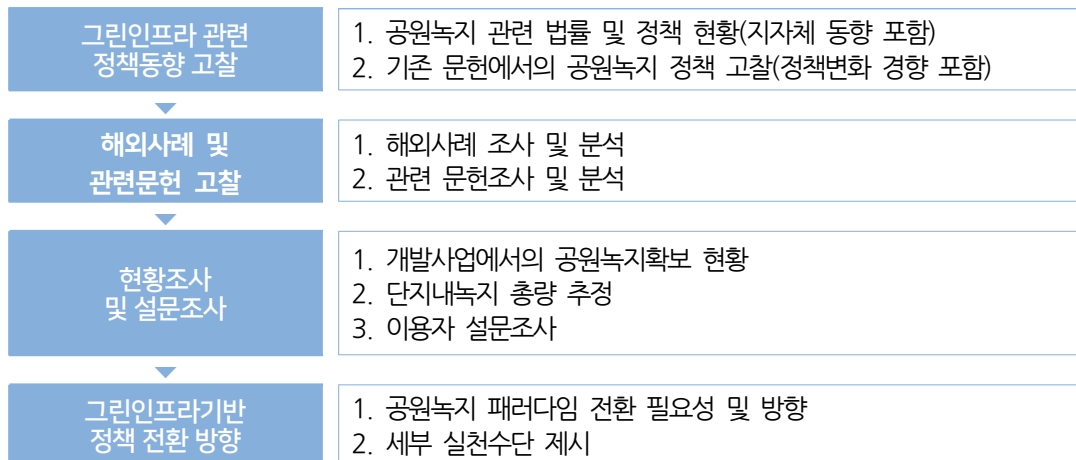 그린인프라 관련
정책동향 고찰
1. 공원녹지 관련 법률 및 정책 현황(지자체 동향 포함)
2. 기존 문헌에서의 공원녹지 정책 고찰(정책변화 경향 포함)
해외사례 및
관련문헌 고찰
1. 해외사례 조사 및 분석
2. 관련 문헌조사 및 분석
현황조사
및 설문조사
1. 개발사업에서의 공원녹지확보 현황
2. 단지내녹지 총량 추정
3. 이용자 설문조사
그린인프라기반
정책 전환 방향
1. 공원녹지 패러다임 전환 필요성 및 방향
2. 세부 실천수단 제시